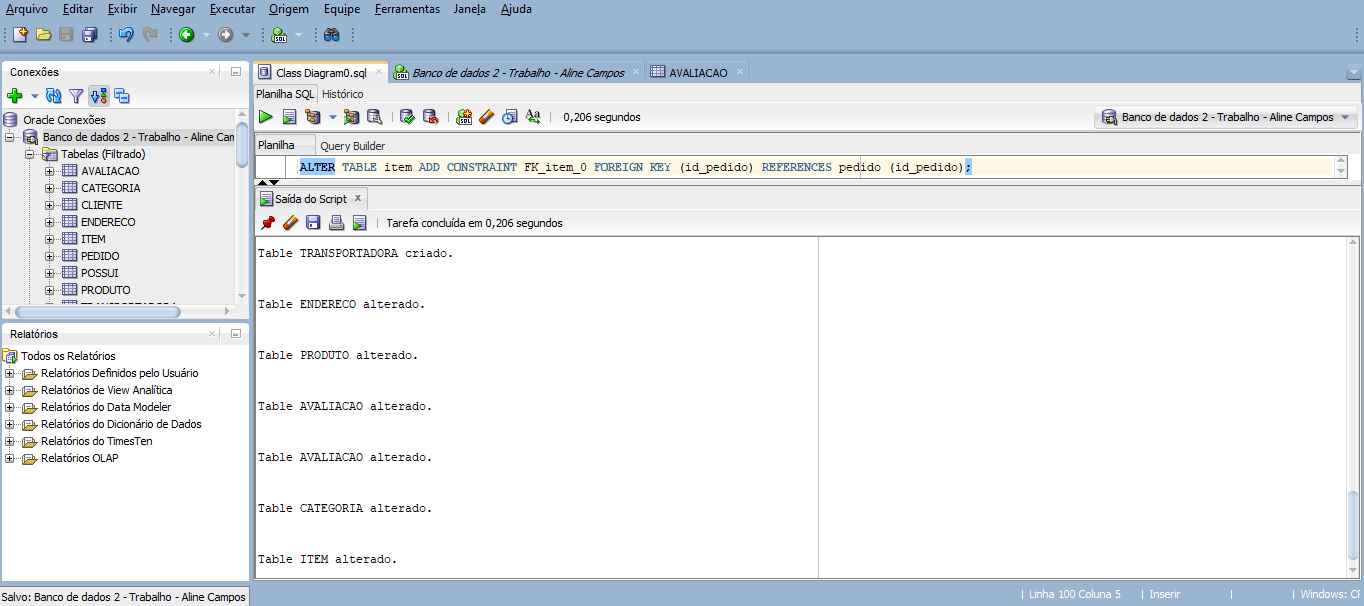 Arquivo Editar Exibir Navegar Executar Origem Equipe Ferramentas Janela Ajuda
Conexões
Oracle Conexões
Banco de dados 2 - Trabalho - Aline Cam
Tabelas (Filtrado)
AVALIACAO
CATEGORIA
CLIENTE
ENDERECO
ITEM
PEDIDO
POSSUI
PRODUTO
Relatórios
Todos os Relatórios
Relatórios Definidos pelo Usuário
Relatórios de View Analítica
Relatórios do Data Modeler
Relatórios do Dicionário de Dados
Relatórios do TimesTen
Relatórios OLAP
Class Diagram0.sql
Banco de dados 2 - Trabalho - Aline Campos
AVALIACAO
Planilha SQL Histórico
0,206 segundos
Banco de dados 2 - Trabalho - Aline Campos
Planilha Query Builder
ALTER TABLE item ADD CONSTRAINT FK_item_0 FOREIGN KEY (id_pedido) REFERENCES pedido (id_pedido);
Saída do Script
Tarefa concluída em 0,206 segundos
Table TRANSPORTADORA criado.
Table ENDERECO alterado.
Table PRODUTO alterado.
Table AVALIACAO alterado.
Table AVALIACAO alterado.
Table CATEGORIA alterado.
Table ITEM alterado.
Salvo: Banco de dados 2 - Trabalho - Aline Campos
Linha 100 Coluna 5
Inserir
Windows: CF